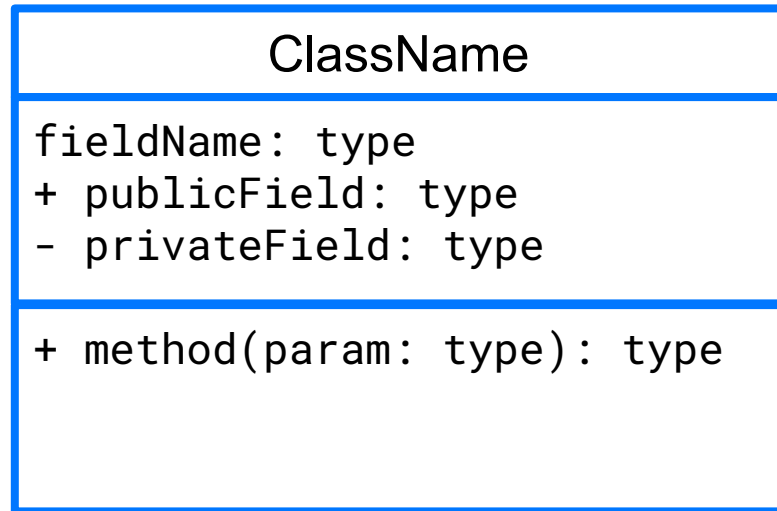 ClassName
fieldName: type
+ publicField: type
- privateField: type
+ method(param: type): type